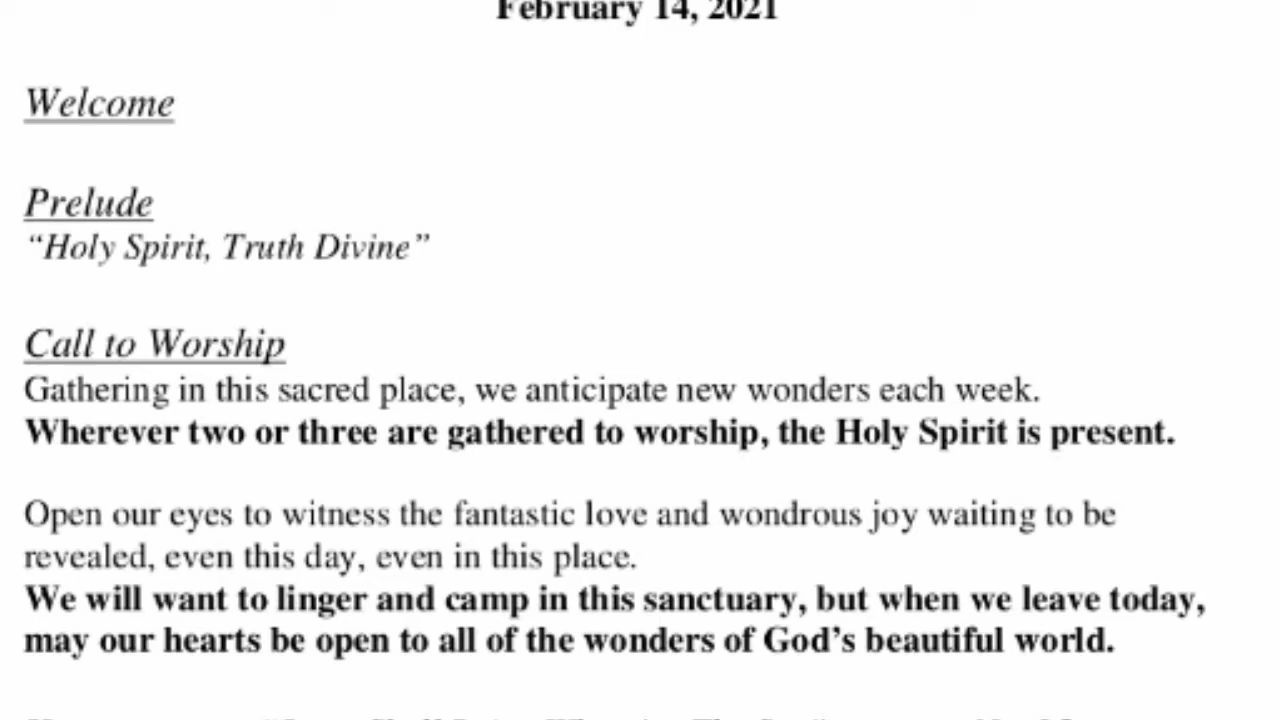 February 14, 2021
Welcome
Prelude
“Holy Spirit, Truth Divine”
Call to Worship
Gathering in this sacred place, we anticipate new wonders each week.
Wherever two or three are gathered to worship, the Holy Spirit is present.
Open our eyes to witness the fantastic love and wondrous joy waiting to be
revealed, even this day, even in this place.
We will want to linger and camp in this sanctuary, but when we leave today,
may our hearts be open to all of the wonders of God’s beautiful world.